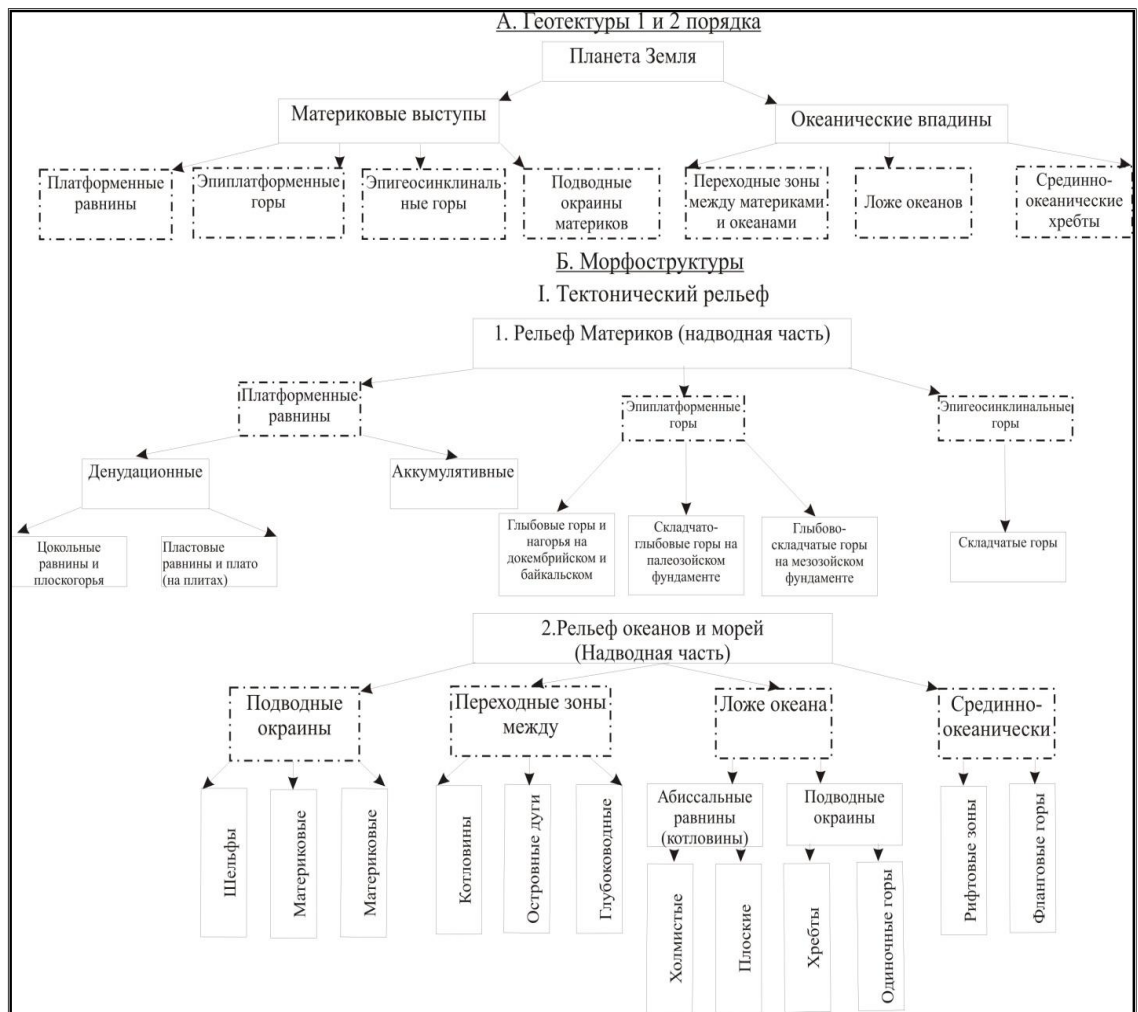 А. Геотектуры 1 и 2 порядка
Планета Земля
Материковые выступы
Океанические впадины
Платформенные
равнины
Эпиплатформенные
горы
Эпигеосинклиналь
ные горы
Подводные
окраины
материков
Переходные зоны
между материками
и океанами
Ложе океанов
Срединно-
океанические
хребты
Б. Морфоструктуры
I. Тектонический рельеф
1. Рельеф Материков (надводная часть)
Платформенные
равнины
Эпиплатформенные
горы
Эпигеосинклинальные
горы
Денудационные
Аккумулятивные
Цокольные
равнины и
плоскогорья
Пластовые
равнины и плато
(на плитах)
Глыбовые горы и
нагорья на
докембрийском и
байкальском
Складчато-
глыбовые горы на
палеозойском
фундаменте
Глыбово-
складчатые горы
на мезозойском
фундаменте
Складчатые горы
2.Рельеф океанов и морей
(Надводная часть)
Подводные
окраины
Переходные зоны
между
Ложе океана
Срединно-
океанически
Шельфы
Материковые
Материковые
Котловины
Островные дуги
Глубоководные
Абиссальные
равнины
(котловины)
Подводные
окраины
Холмистые
Плоские
Хребты
Одиночные горы
Рифтовые зоны
Фланговые горы